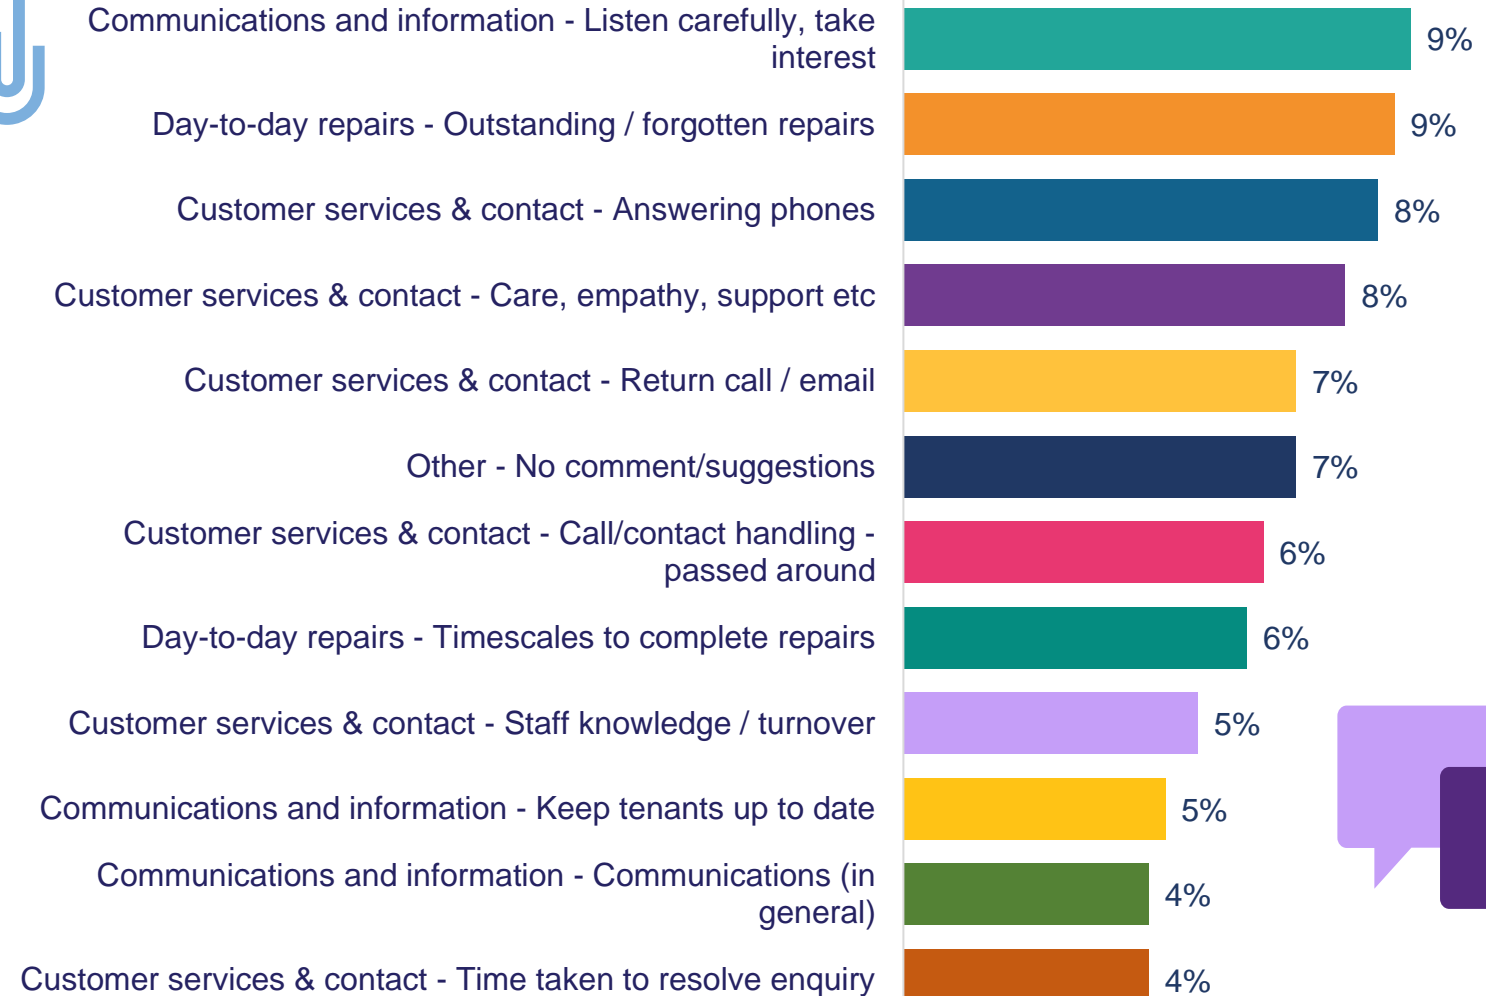 Communications and information - Listen carefully, take
interest
9%
Day-to-day repairs - Outstanding / forgotten repairs
9%
Customer services & contact - Answering phones
8%
Customer services & contact - Care, empathy, support etc
8%
Customer services & contact - Return call / email
7%
Other - No comment/suggestions
7%
Customer services & contact - Call/contact handling -
passed around
6%
Day-to-day repairs - Timescales to complete repairs
6%
Customer services & contact - Staff knowledge / turnover
5%
Communications and information - Keep tenants up to date
5%
Communications and information - Communications (in
general)
4%
Customer services & contact - Time taken to resolve enquiry
4%